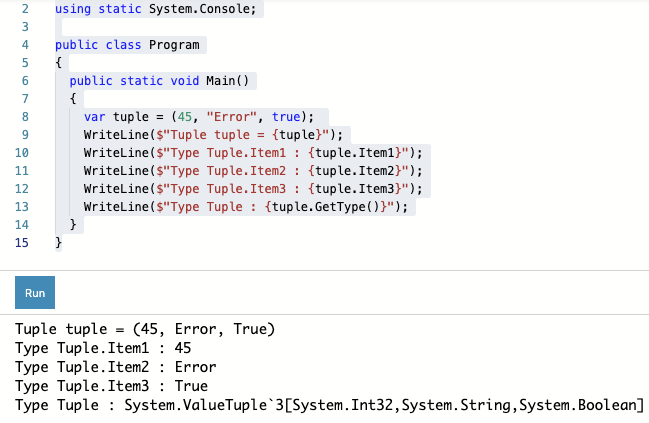 2 using static System.Console;
3
4 public class Program
5 {
6 public static void Main()
7 {
8 var tuple = (45, "Error", true);
9 WriteLine($"Tuple tuple = {tuple}");
10 WriteLine($"Type Tuple.Item1 : {tuple.Item1}");
11 WriteLine($"Type Tuple.Item2 : {tuple.Item2}");
12 WriteLine($"Type Tuple.Item3 : {tuple.Item3}");
13 WriteLine($"Type Tuple : {tuple.GetType()}");
14 }
15 }
Run
Tuple tuple = (45, Error, True)
Type Tuple.Item1 : 45
Type Tuple.Item2 : Error
Type Tuple.Item3 : True
Type Tuple : System.ValueTuple`3[System.Int32,System.String,System.Boolean]